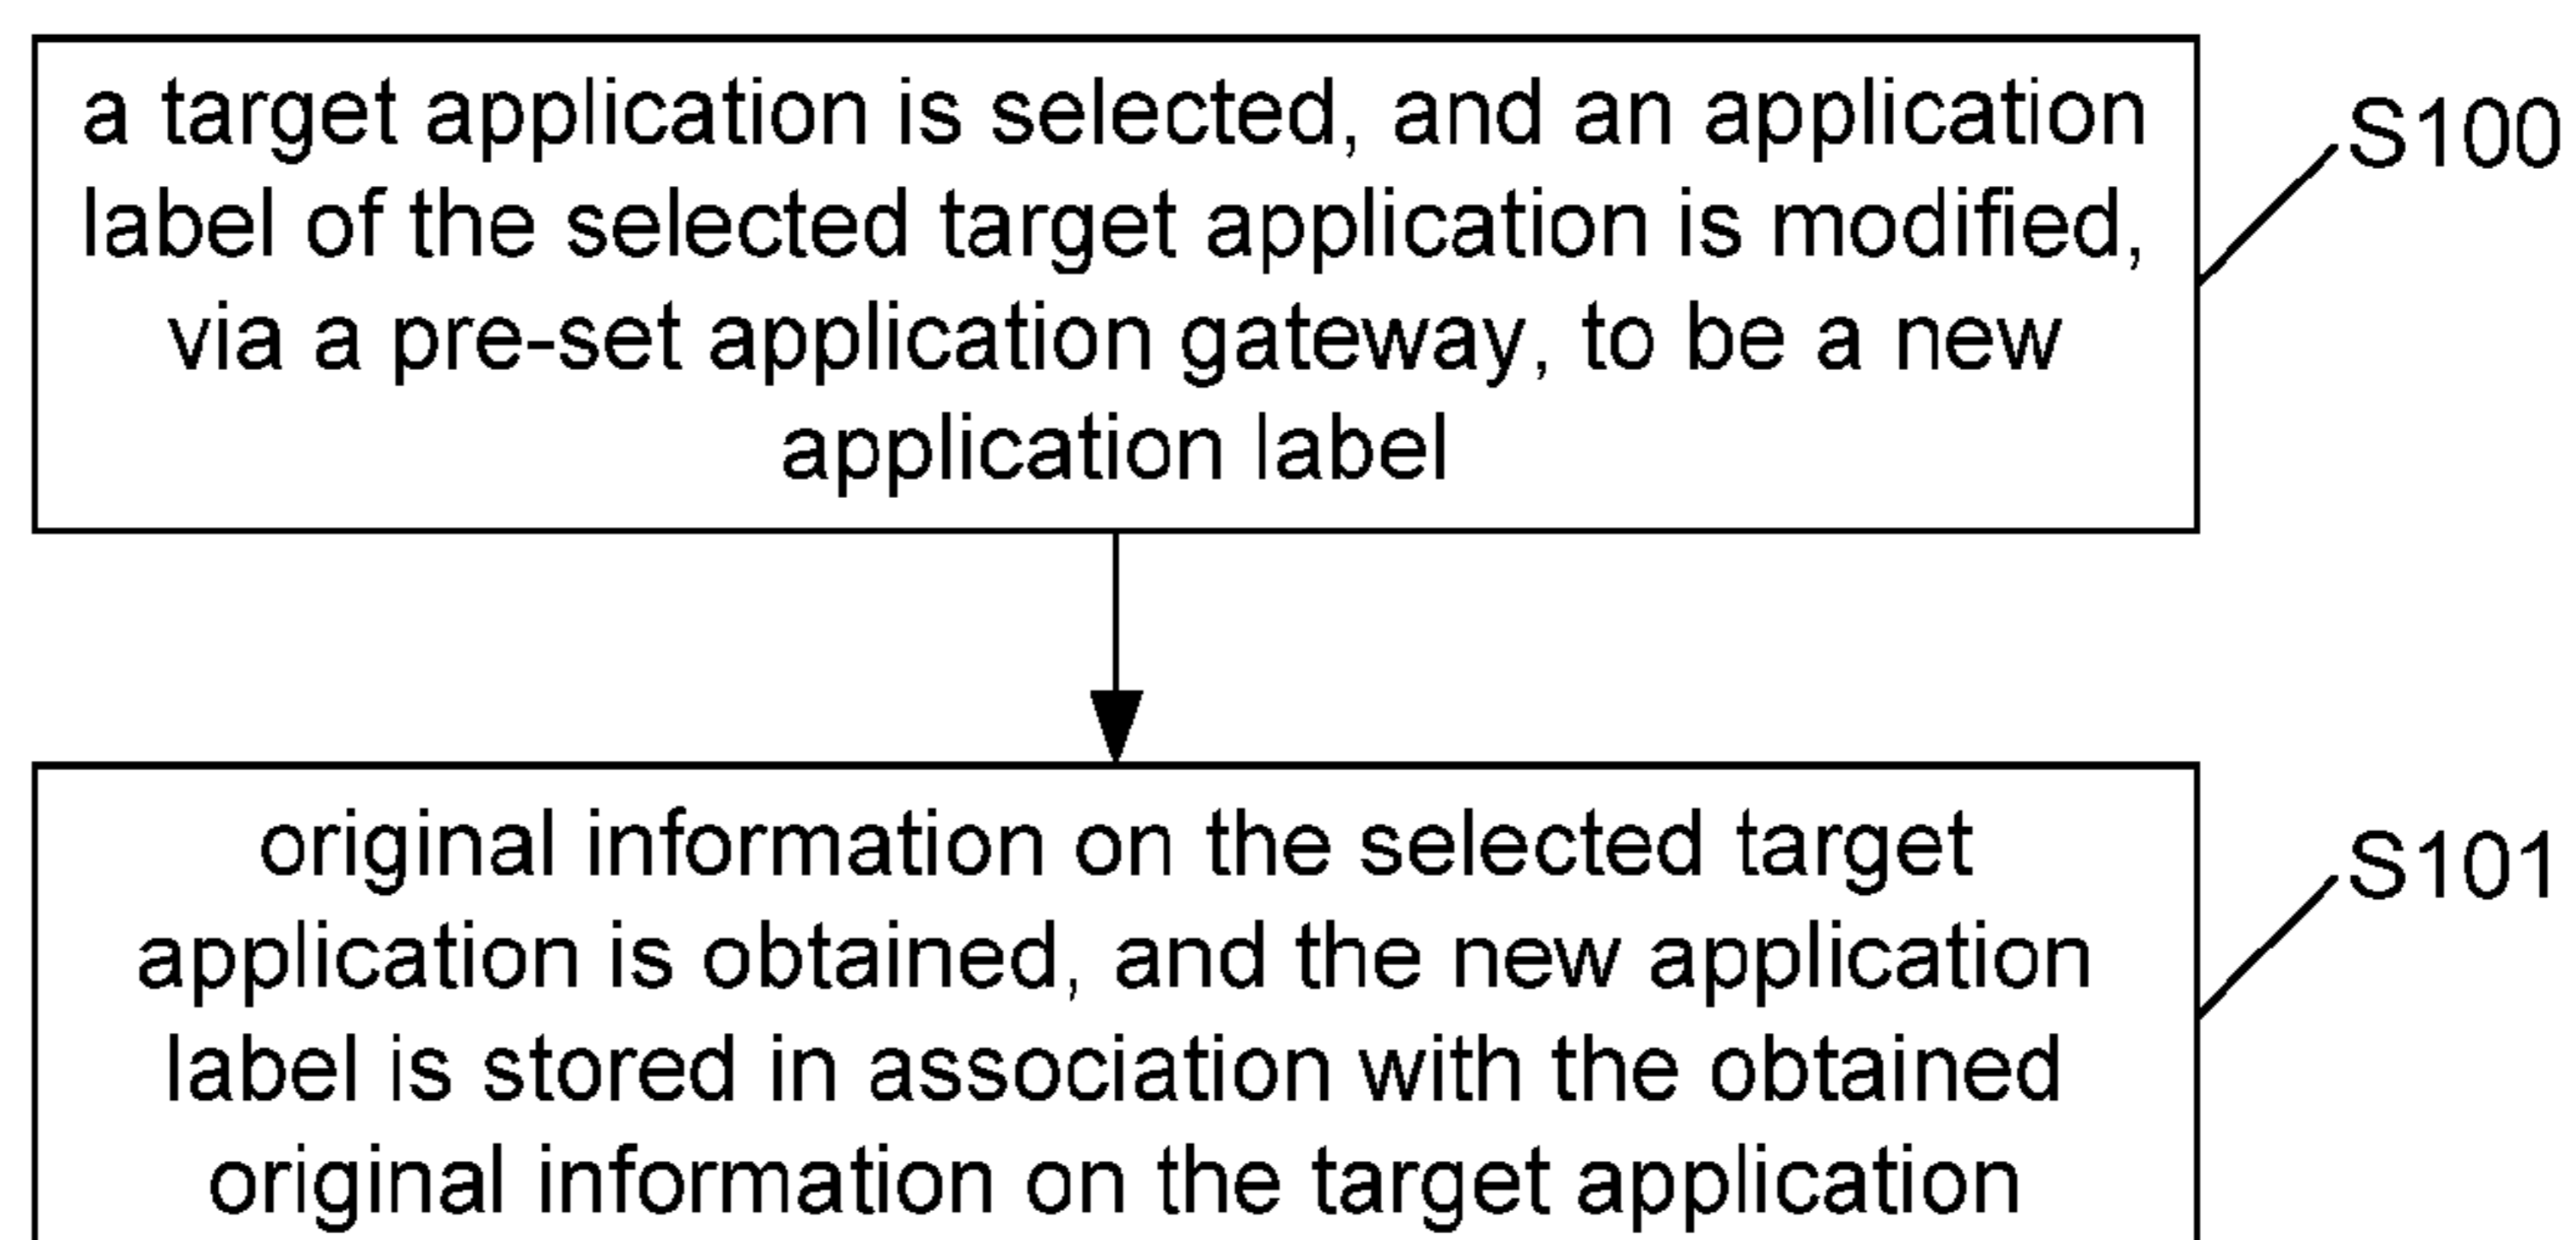 a target application is selected, and an application
label of the selected target application is modified,
via a pre-set application gateway, to be a new
application label
S100
original information on the selected target
application is obtained, and the new application
label is stored in association with the obtained
original information on the target application
S101